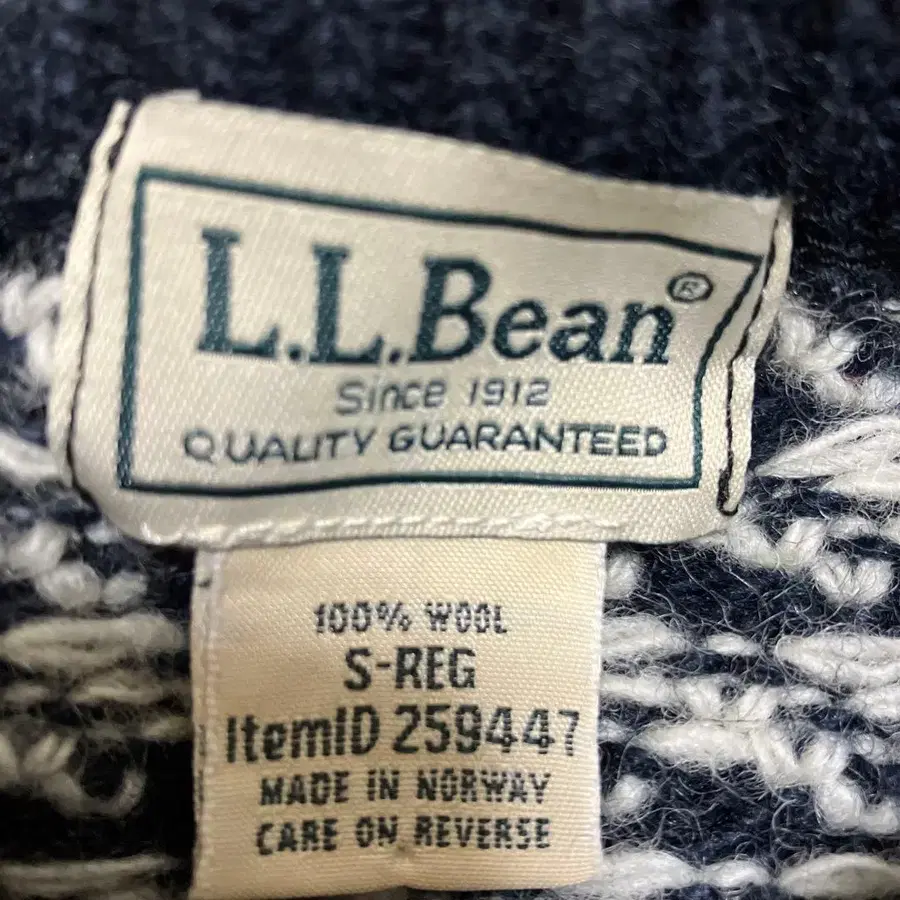 L.L.Bean®
Since 1912
QUALITY GUARANTEED
100% WOOL
S-REG
ItemID 259447
MADE IN NORWAY
CARE ON REVERSE